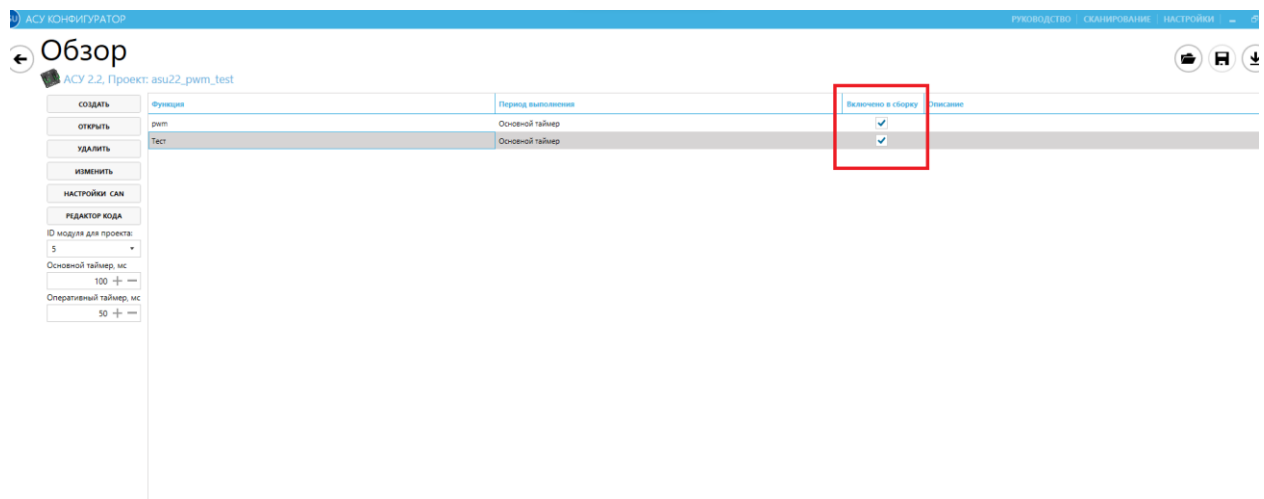 АСУ КОНФИГУРАТОР
РУКОВОДСТВО СКАНИРОВАНИЕ НАСТРОЙКИ
Обзор
АСУ 2.2, Проект: asu22_pwm_test
СОЗДАТЬ
ОТКРЫТЬ
УДАЛИТЬ
ИЗМЕНИТЬ
НАСТРОЙКИ CAN
РЕДАКТОР КОДА
ID модуля для проекта:
5
Основной таймер, мс
100
Оперативный таймер, мс
50
Функция Период выполнения Включено в сборку Описание
pwm Основной таймер
Тест Основной таймер